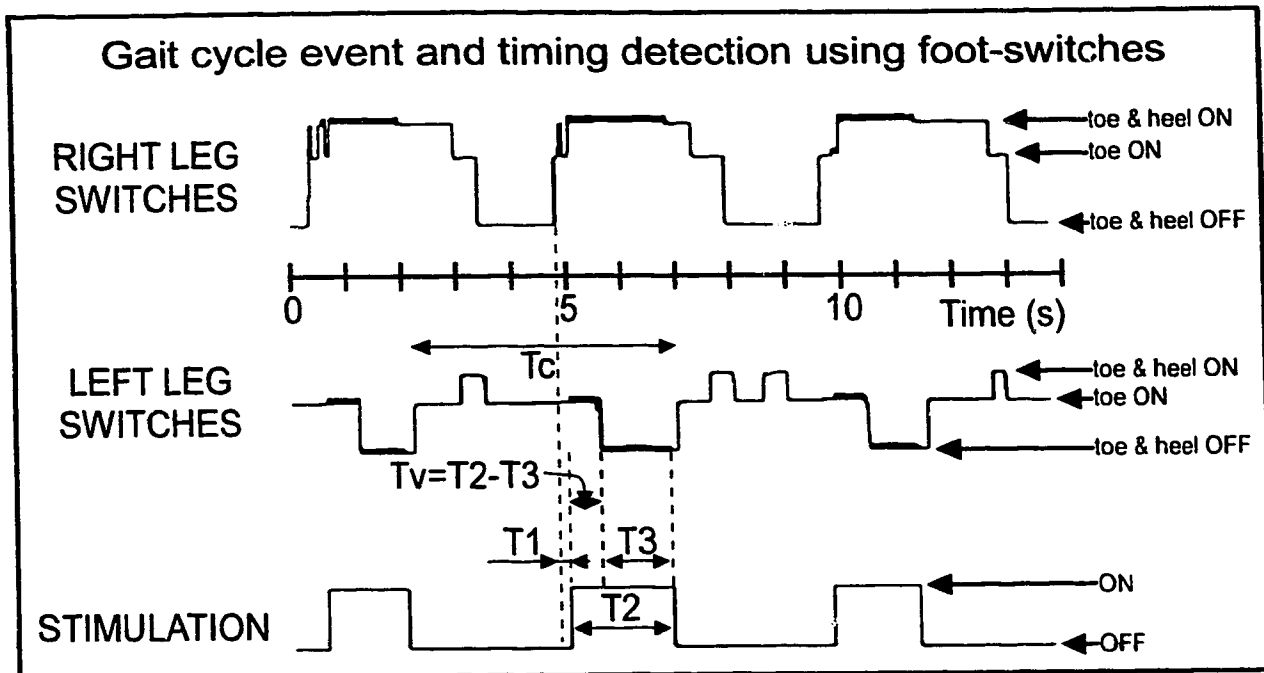 Gait cycle event and timing detection using foot-switches
RIGHT LEG
SWITCHES
toe & heel ON
toe ON
toe & heel OFF
0
5
10
Time (s)
Tc
LEFT LEG
SWITCHES
toe & heel ON
toe ON
toe & heel OFF
Tv=T2-T3
T1
T3
T2
STIMULATION
ON
OFF